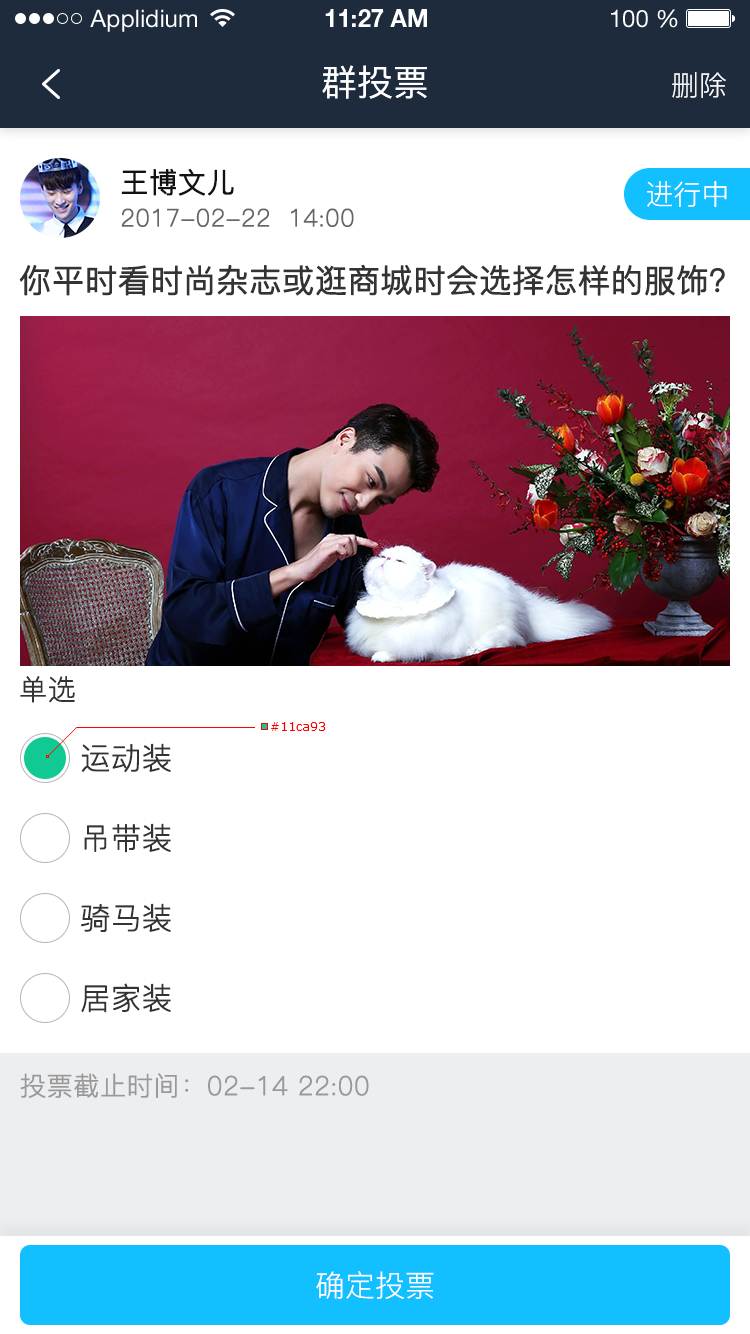 Applidium 11:27 AM 100 %
群投票 删除
王博文儿
2017-02-22 14:00
进行中
你平时看时尚杂志或逛商城时会选择怎样的服饰?
单选
#11ca93
运动装
吊带装
骑马装
居家装
投票截止时间：02-14 22:00
确定投票